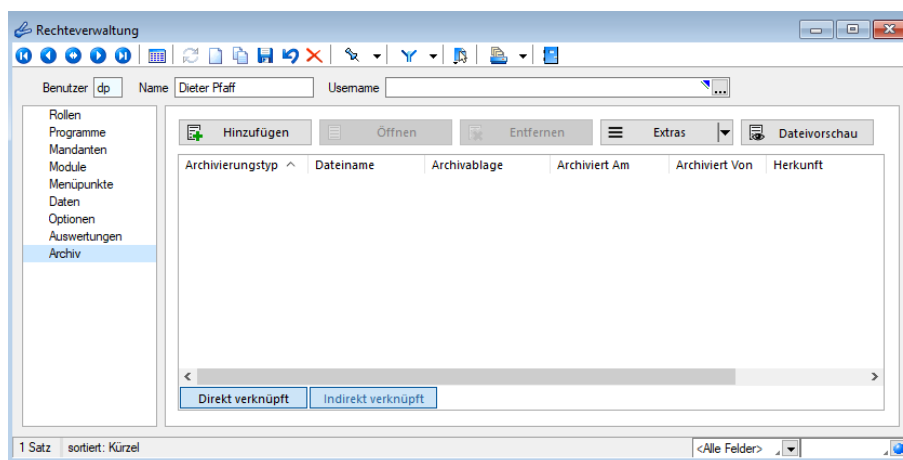 Rechteverwaltung
Benutzer dp Name Dieter Pfaff Username ...
Rollen
Programme
Mandanten
Module
Menüpunkte
Daten
Optionen
Auswertungen
Archiv
Hinzufügen Öffnen Entfernen Extras Dateivorschau
Archivierungstyp Dateiname Archivablage Archiviert Am Archiviert Von Herkunft
Direkt verknüpft Indirekt verknüpft
1 Satz sortiert: Kürzel <Alle Felder>